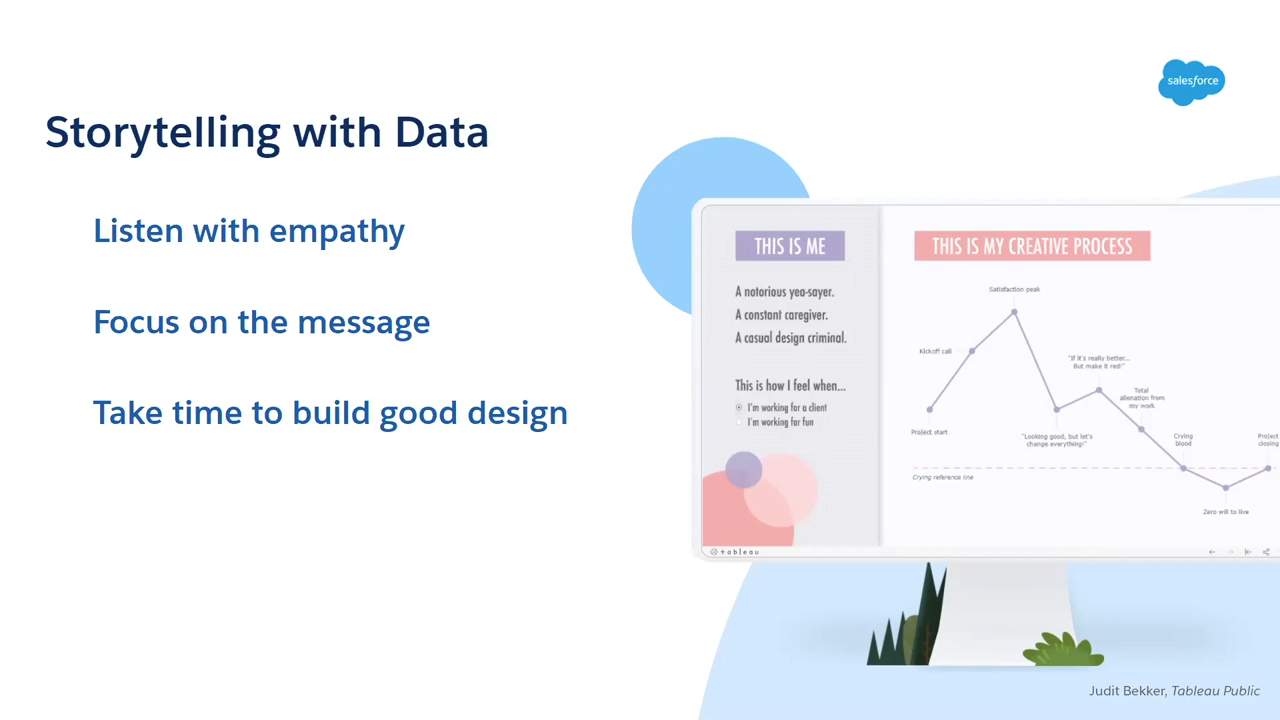 salesforce
Storytelling with Data
Listen with empathy
Focus on the message
Take time to build good design
THIS IS ME
A notorious yea-sayer.
A constant caregiver.
A casual design criminal.
This is how I feel when...
I'm working for a client
I'm working for fun
THIS IS MY CREATIVE PROCESS
Satisfaction peak
Kickoff call
"If it's really better...
But make it red!"
Total
alienation from
my work
Project start
"Looking good, but let's
change everything!"
Crying
blood
Project
closing
Crying reference line
Zero will to live
+ableau
Judit Bekker, Tableau Public